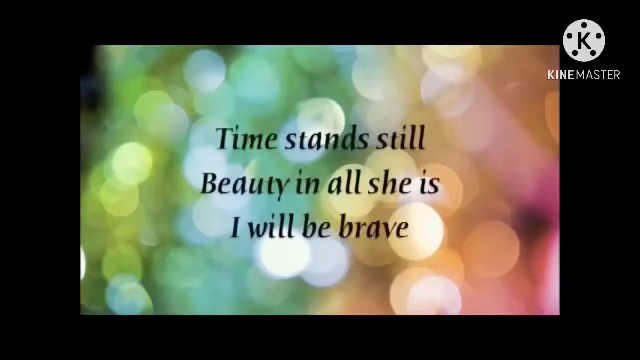 KINEMASTER
Time stands still
Beauty in all she is
I will be brave